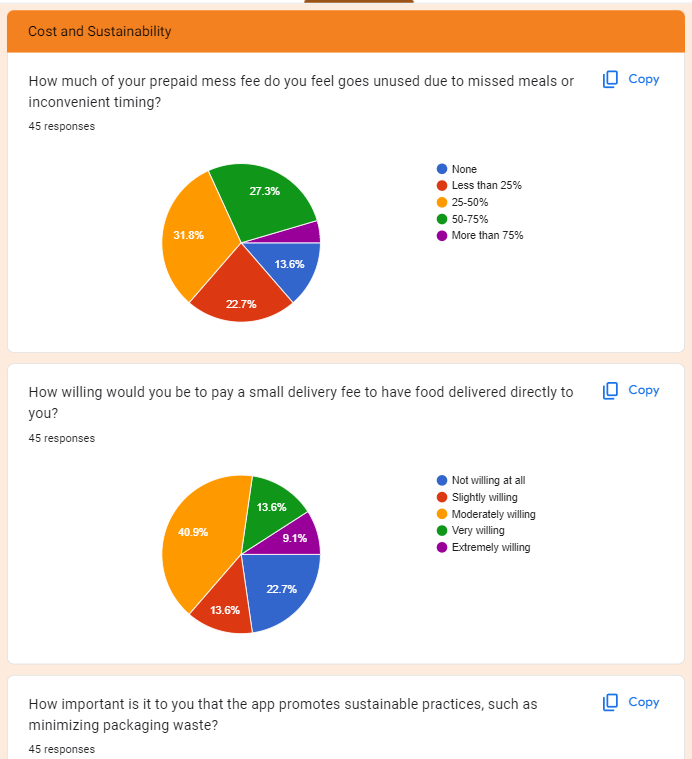 Cost and Sustainability
How much of your prepaid mess fee do you feel goes unused due to missed meals or
inconvenient timing?
Copy
45 responses
27.3%
31.8%
13.6%
22.7%
None
Less than 25%
25-50%
50-75%
More than 75%
How willing would you be to pay a small delivery fee to have food delivered directly to
you?
Copy
45 responses
13.6%
40.9%
9.1%
22.7%
13.6%
Not willing at all
Slightly willing
Moderately willing
Very willing
Extremely willing
How important is it to you that the app promotes sustainable practices, such as
minimizing packaging waste?
Copy
45 responses